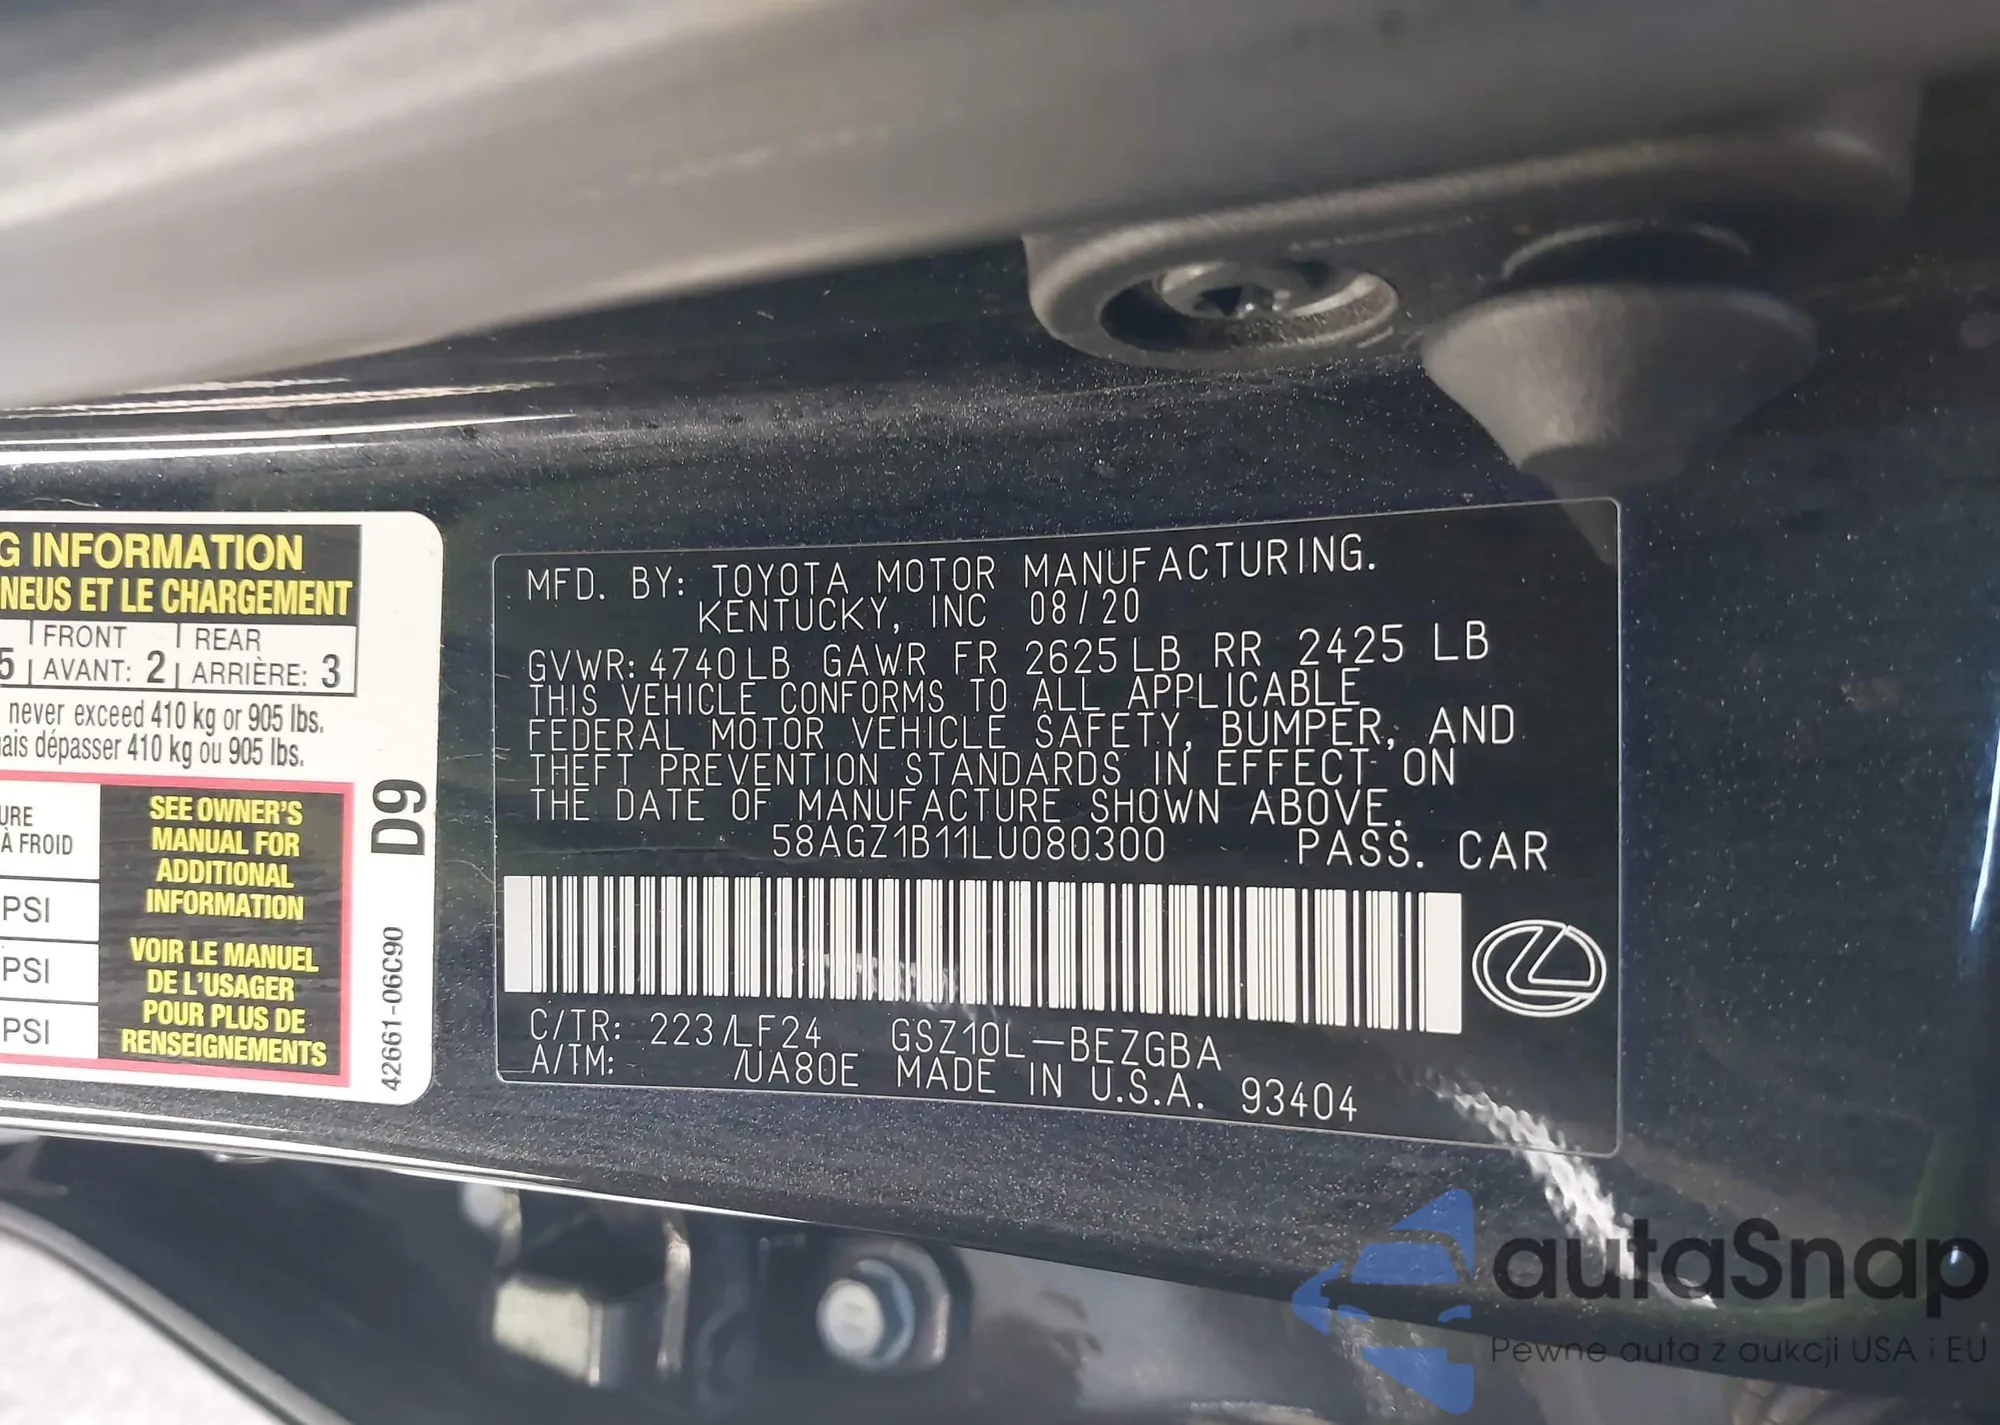 G INFORMATION
NEUS ET LE CHARGEMENT
5 FRONT AVANT: 2 REAR ARRIÈRE: 3
never exceed 410 kg or 905 lbs.
ais dépasser 410 kg ou 905 lbs.
URE
À FROID
PSI
PSI
PSI
SEE OWNER'S
MANUAL FOR
ADDITIONAL
INFORMATION
VOIR LE MANUEL
DE L'USAGER
POUR PLUS DE
RENSEIGNEMENTS
D9
42661-06C90
MFD. BY: TOYOTA MOTOR MANUFACTURING.
KENTUCKY, INC 08/20
GVWR: 4740LB GAWR FR 2625LB RR 2425 LB
THIS VEHICLE CONFORMS TO ALL APPLICABLE
FEDERAL MOTOR VEHICLE SAFETY, BUMPER, AND
THEFT PREVENTION STANDARDS IN EFFECT ON
THE DATE OF MANUFACTURE SHOWN ABOVE.
58AGZ1B11LU080300 PASS. CAR
C/TR: 223/LF24 GSZ10L-BEZGBA
A/TM: /UA80E MADE IN U.S.A. 93404
autaSnap
Pewne auta z aukcji USA i EU